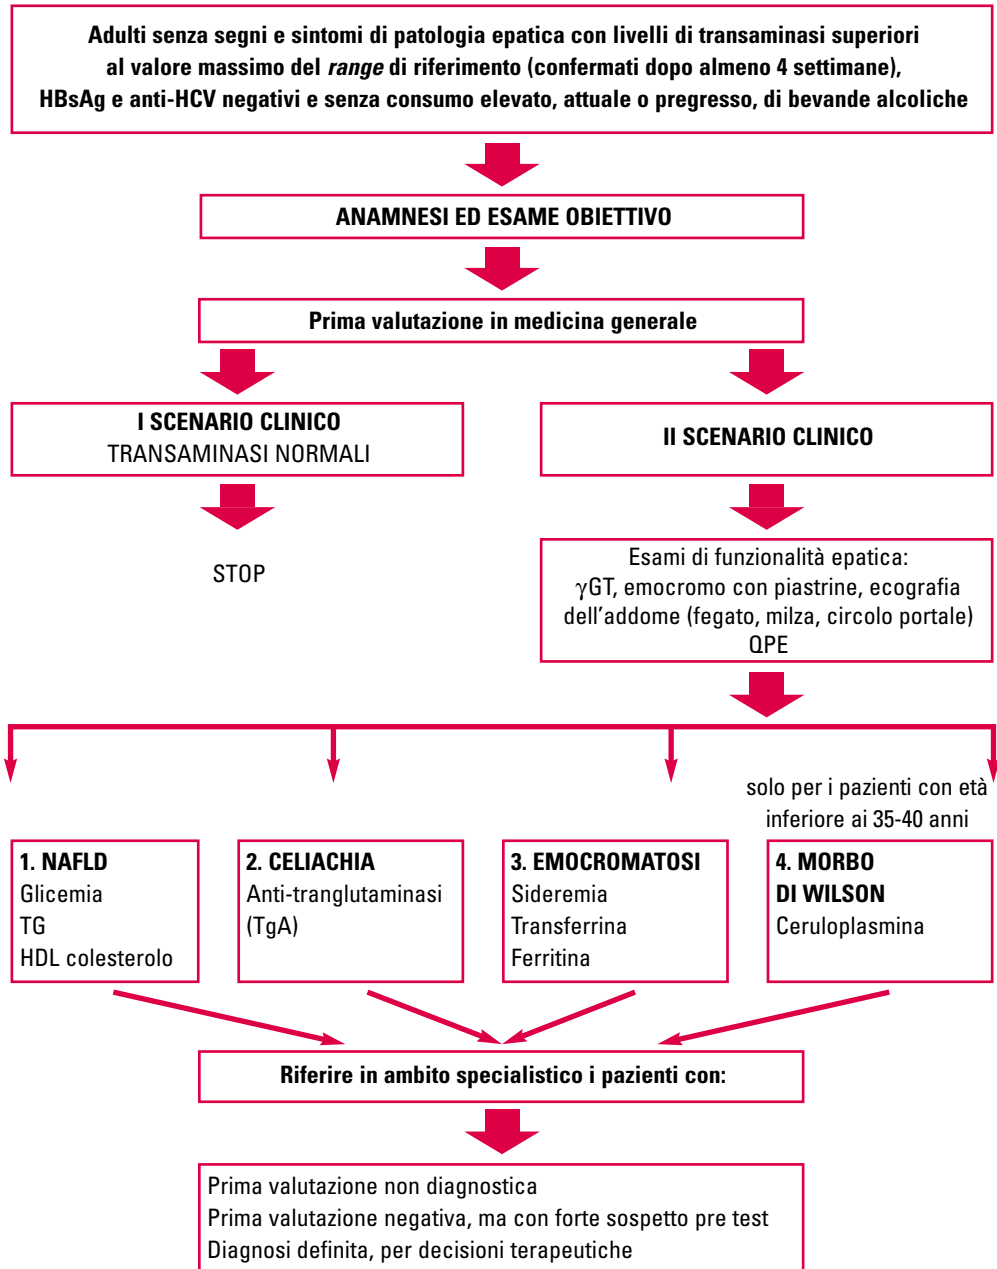 Adulti senza segni e sintomi di patologia epatica con livelli di transaminasi superiori
al valore massimo del range di riferimento (confermati dopo almeno 4 settimane),
HBsAg e anti-HCV negativi e senza consumo elevato, attuale o pregresso, di bevande alcoliche
ANAMNESI ED ESAME OBIETTIVO
Prima valutazione in medicina generale
I SCENARIO CLINICO
TRANSAMINASI NORMALI
II SCENARIO CLINICO
STOP
Esami di funzionalità epatica:
γGT, emocromo con piastrine, ecografia
dell'addome (fegato, milza, circolo portale)
QPE
solo per i pazienti con età
inferiore ai 35-40 anni
1. NAFLD
Glicemia
TG
HDL colesterolo
2. CELIACHIA
Anti-tranglutaminasi
(TgA)
3. EMOCROMATOSI
Sideremia
Transferrina
Ferritina
4. MORBO
DI WILSON
Ceruloplasmina
Riferire in ambito specialistico i pazienti con:
Prima valutazione non diagnostica
Prima valutazione negativa, ma con forte sospetto pre test
Diagnosi definita, per decisioni terapeutiche